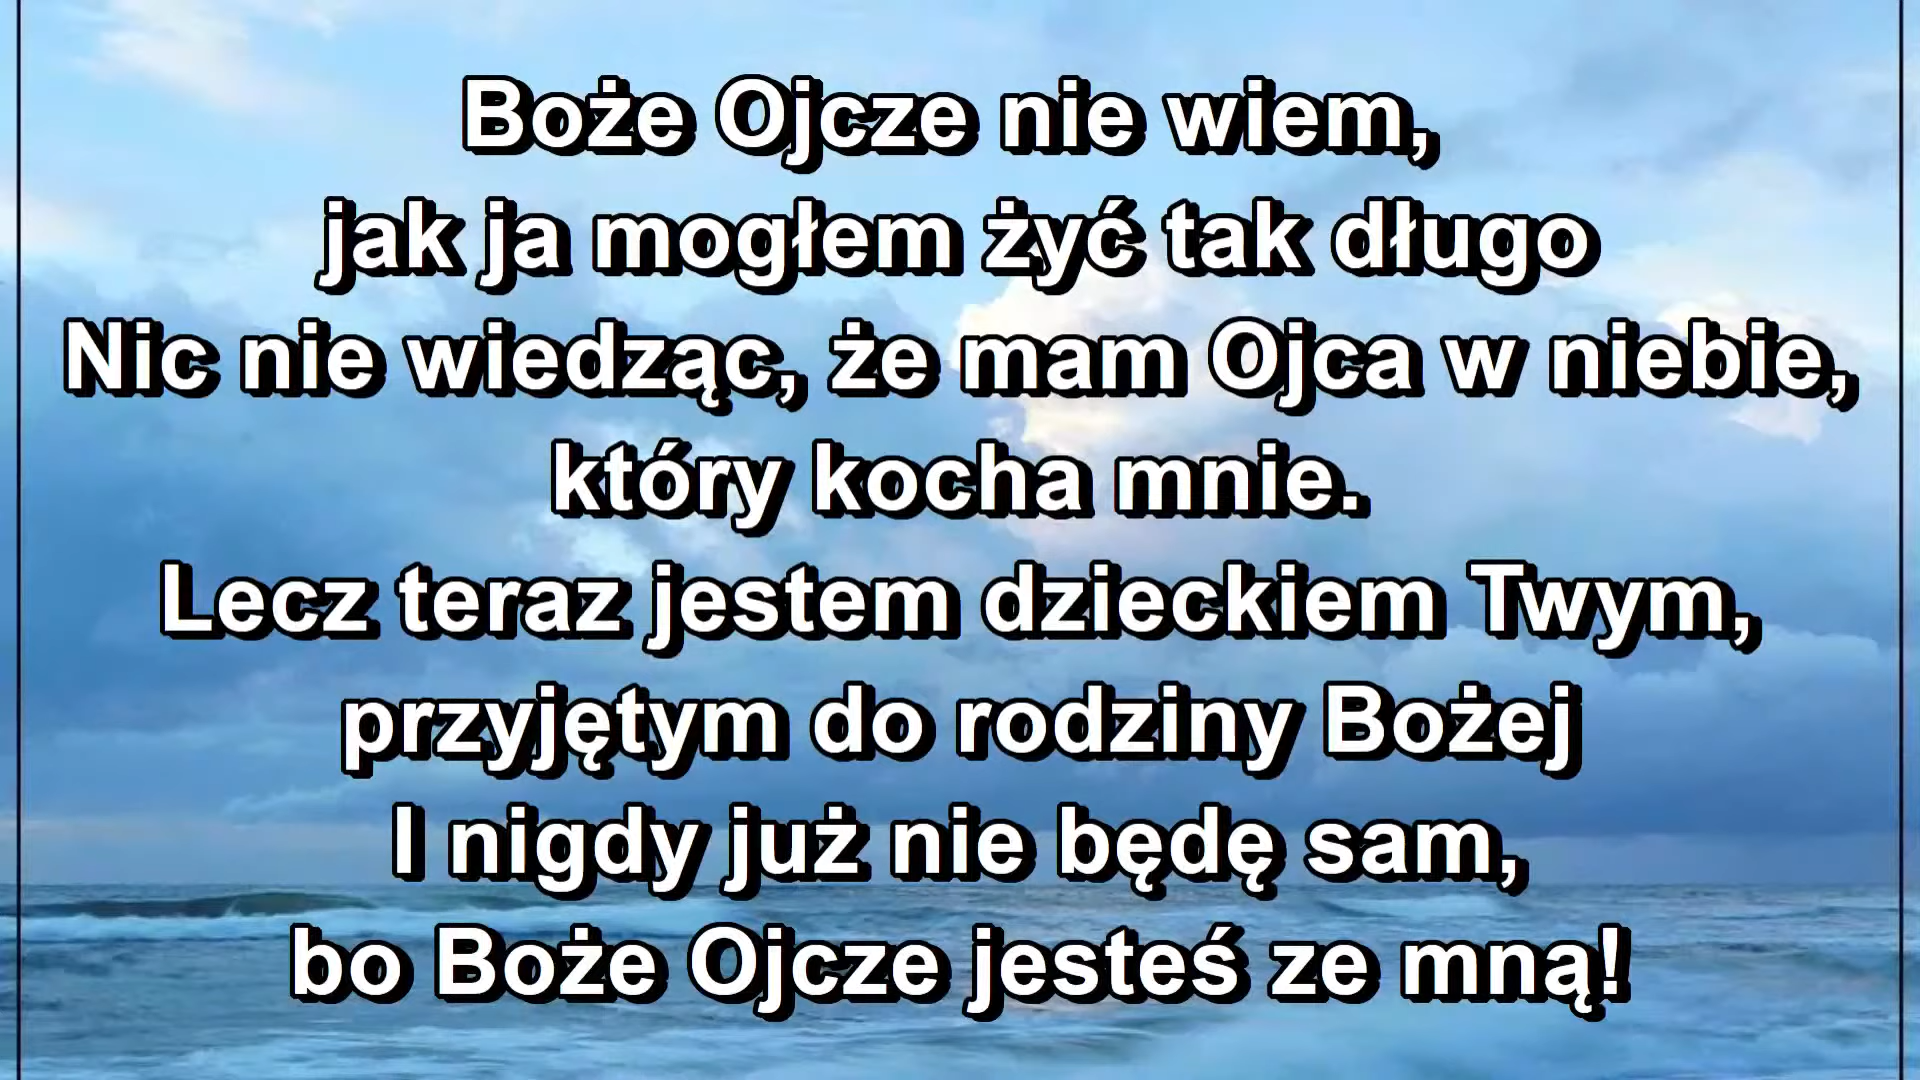 Boże Ojcze nie wiem,
jak ja mogłem żyć tak długo
Nic nie wiedząc, że mam Ojca w niebie,
który kocha mnie.
Lecz teraz jestem dzieckiem Twym,
przyjętym do rodziny Bożej
I nigdy już nie będę sam,
bo Boże Ojcze jesteś ze mną!